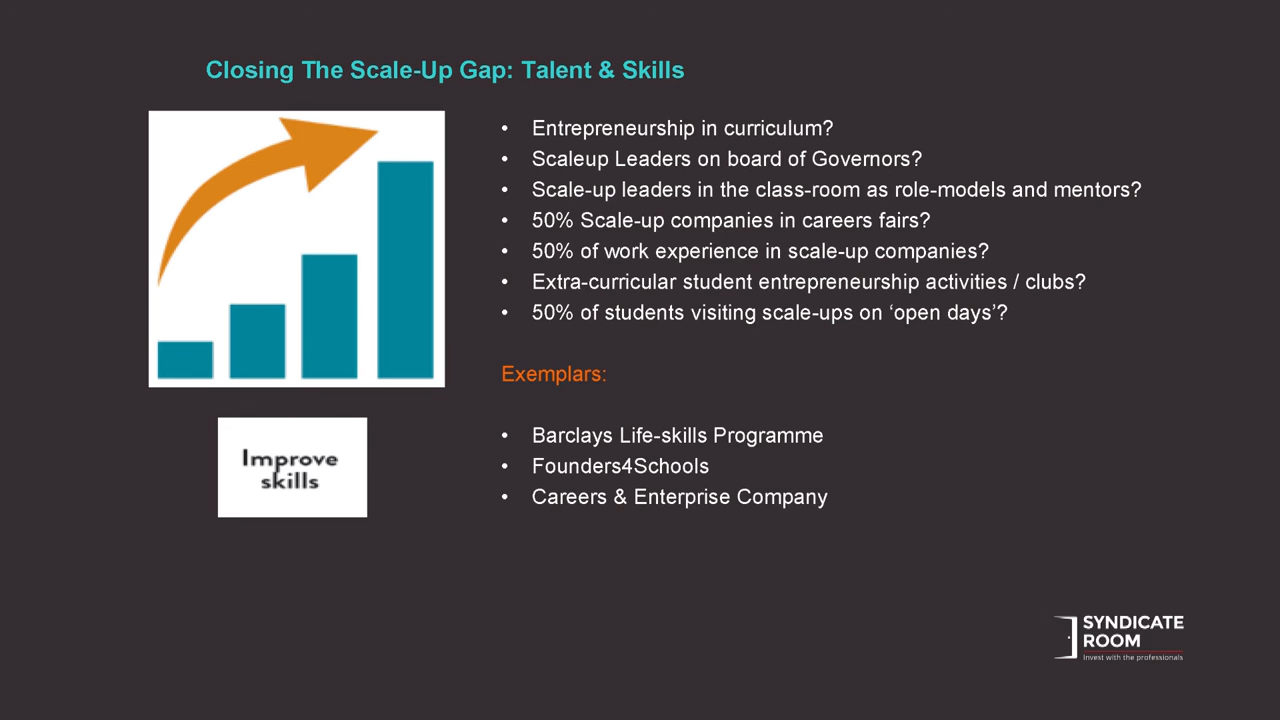 Closing The Scale-Up Gap: Talent & Skills
• Entrepreneurship in curriculum?
• Scaleup Leaders on board of Governors?
• Scale-up leaders in the class-room as role-models and mentors?
• 50% Scale-up companies in careers fairs?
• 50% of work experience in scale-up companies?
• Extra-curricular student entrepreneurship activities / clubs?
• 50% of students visiting scale-ups on ‘open days’?
Exemplars:
Improve
skills
• Barclays Life-skills Programme
• Founders4Schools
• Careers & Enterprise Company
SYNDICATE
ROOM
Invest with the professionals